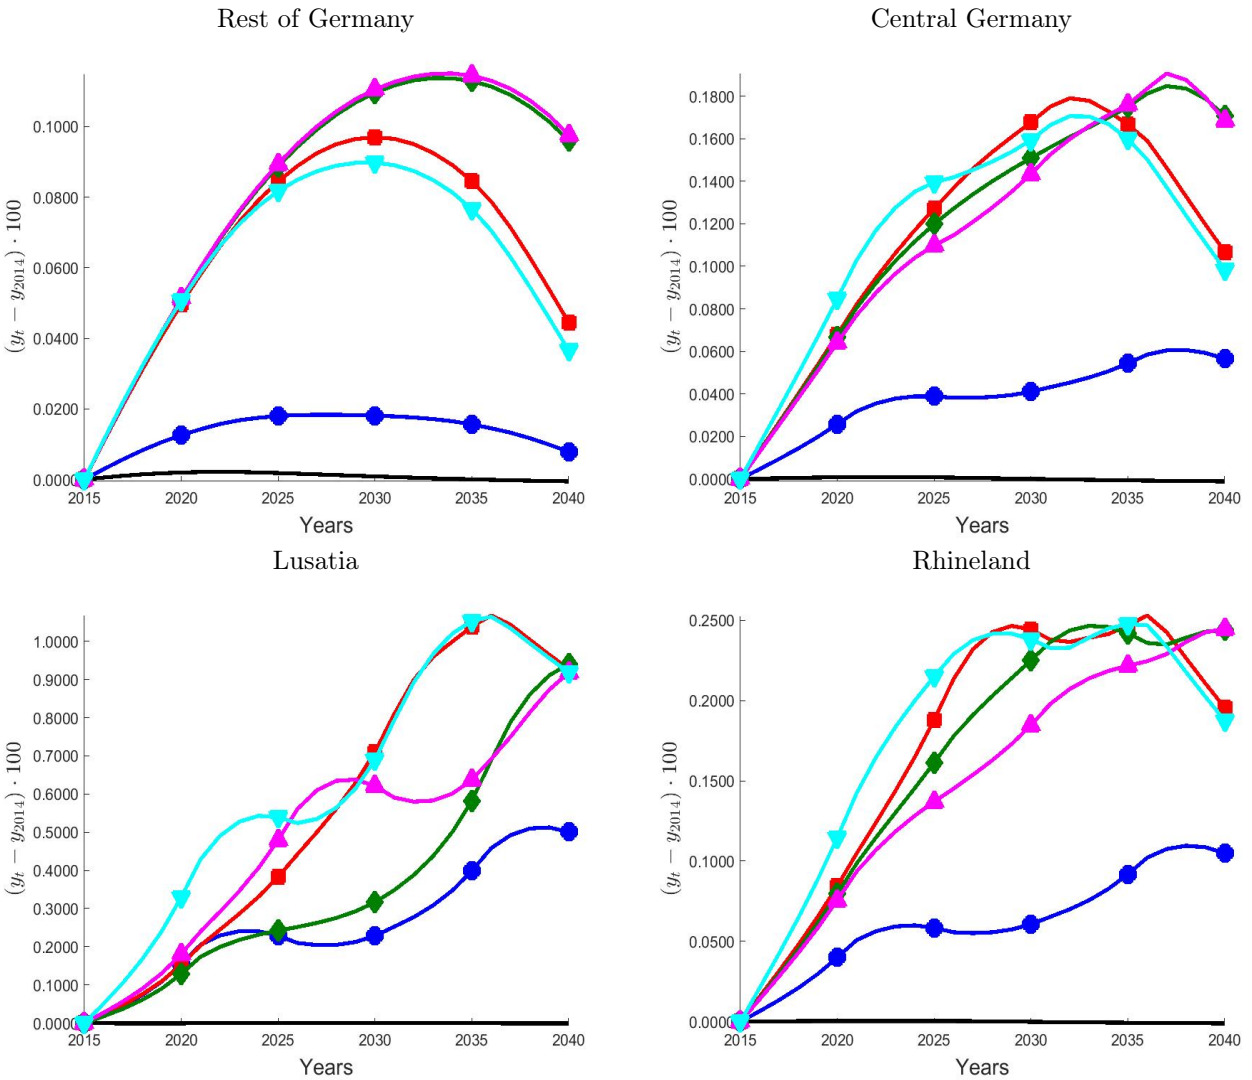 Rest of Germany
(y_t − y_2014) · 100
0.1000
0.0800
0.0600
0.0400
0.0200
0.0000
2015 2020 2025 2030 2035 2040
Years
Central Germany
(y_t − y_2014) · 100
0.1800
0.1600
0.1400
0.1200
0.1000
0.0800
0.0600
0.0400
0.0200
0.0000
2015 2020 2025 2030 2035 2040
Years
Lusatia
(y_t − y_2014) · 100
1.0000
0.9000
0.8000
0.7000
0.6000
0.5000
0.4000
0.3000
0.2000
0.1000
0.0000
2015 2020 2025 2030 2035 2040
Years
Rhineland
(y_t − y_2014) · 100
0.2500
0.2000
0.1500
0.1000
0.0500
0.0000
2015 2020 2025 2030 2035 2040
Years